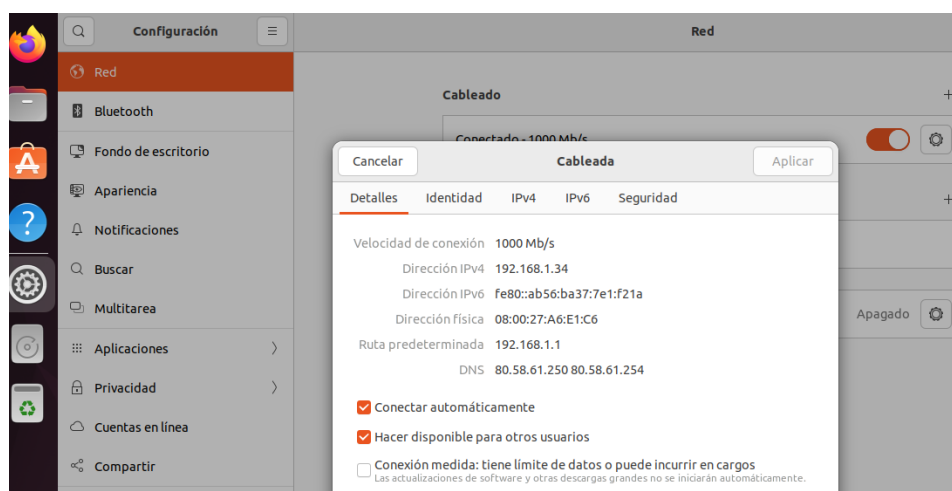 Configuración
Red
Red
Bluetooth
Fondo de escritorio
Apariencia
Notificaciones
Buscar
Multitarea
Aplicaciones
Privacidad
Cuentas en línea
Compartir
Cableado
Conectado - 1000 Mb/s
Apagado
Cancelar
Cableada
Aplicar
Detalles Identidad IPv4 IPv6 Seguridad
Velocidad de conexión 1000 Mb/s
Dirección IPv4 192.168.1.34
Dirección IPv6 fe80::ab56:ba37:7e1:f21a
Dirección física 08:00:27:A6:E1:C6
Ruta predeterminada 192.168.1.1
DNS 80.58.61.250 80.58.61.254
Conectar automáticamente
Hacer disponible para otros usuarios
Conexión medida: tiene límite de datos o puede incurrir en cargos
Las actualizaciones de software y otras descargas grandes no se iniciarán automáticamente.